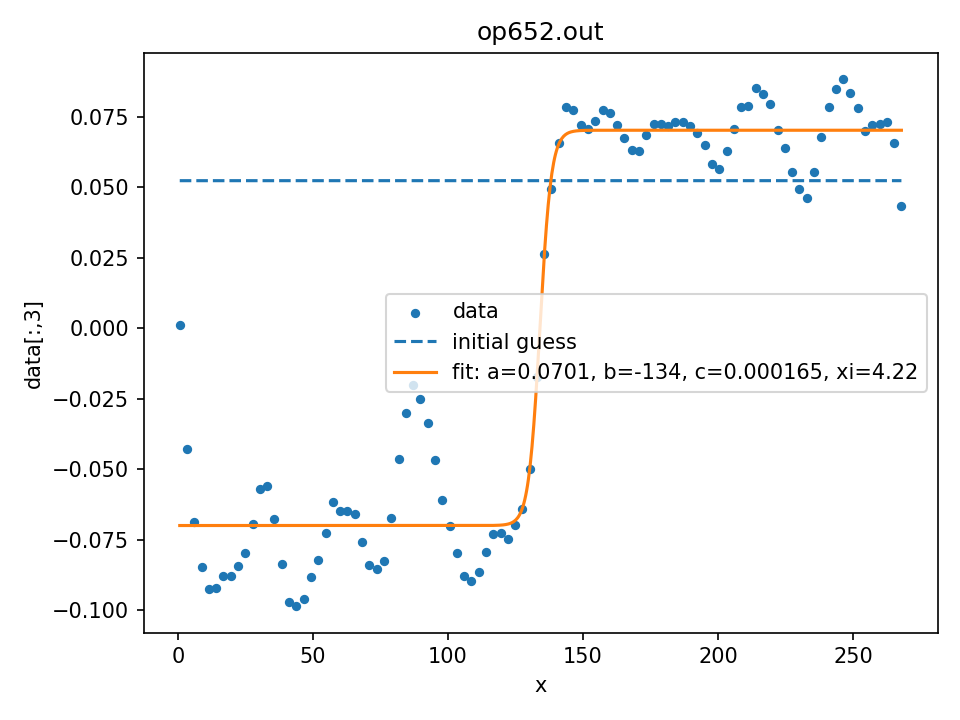 op652.out
data[:,3]
0.075
0.050
0.025
0.000
−0.025
−0.050
−0.075
−0.100
data
initial guess
fit: a=0.0701, b=-134, c=0.000165, xi=4.22
0 50 100 150 200 250
x